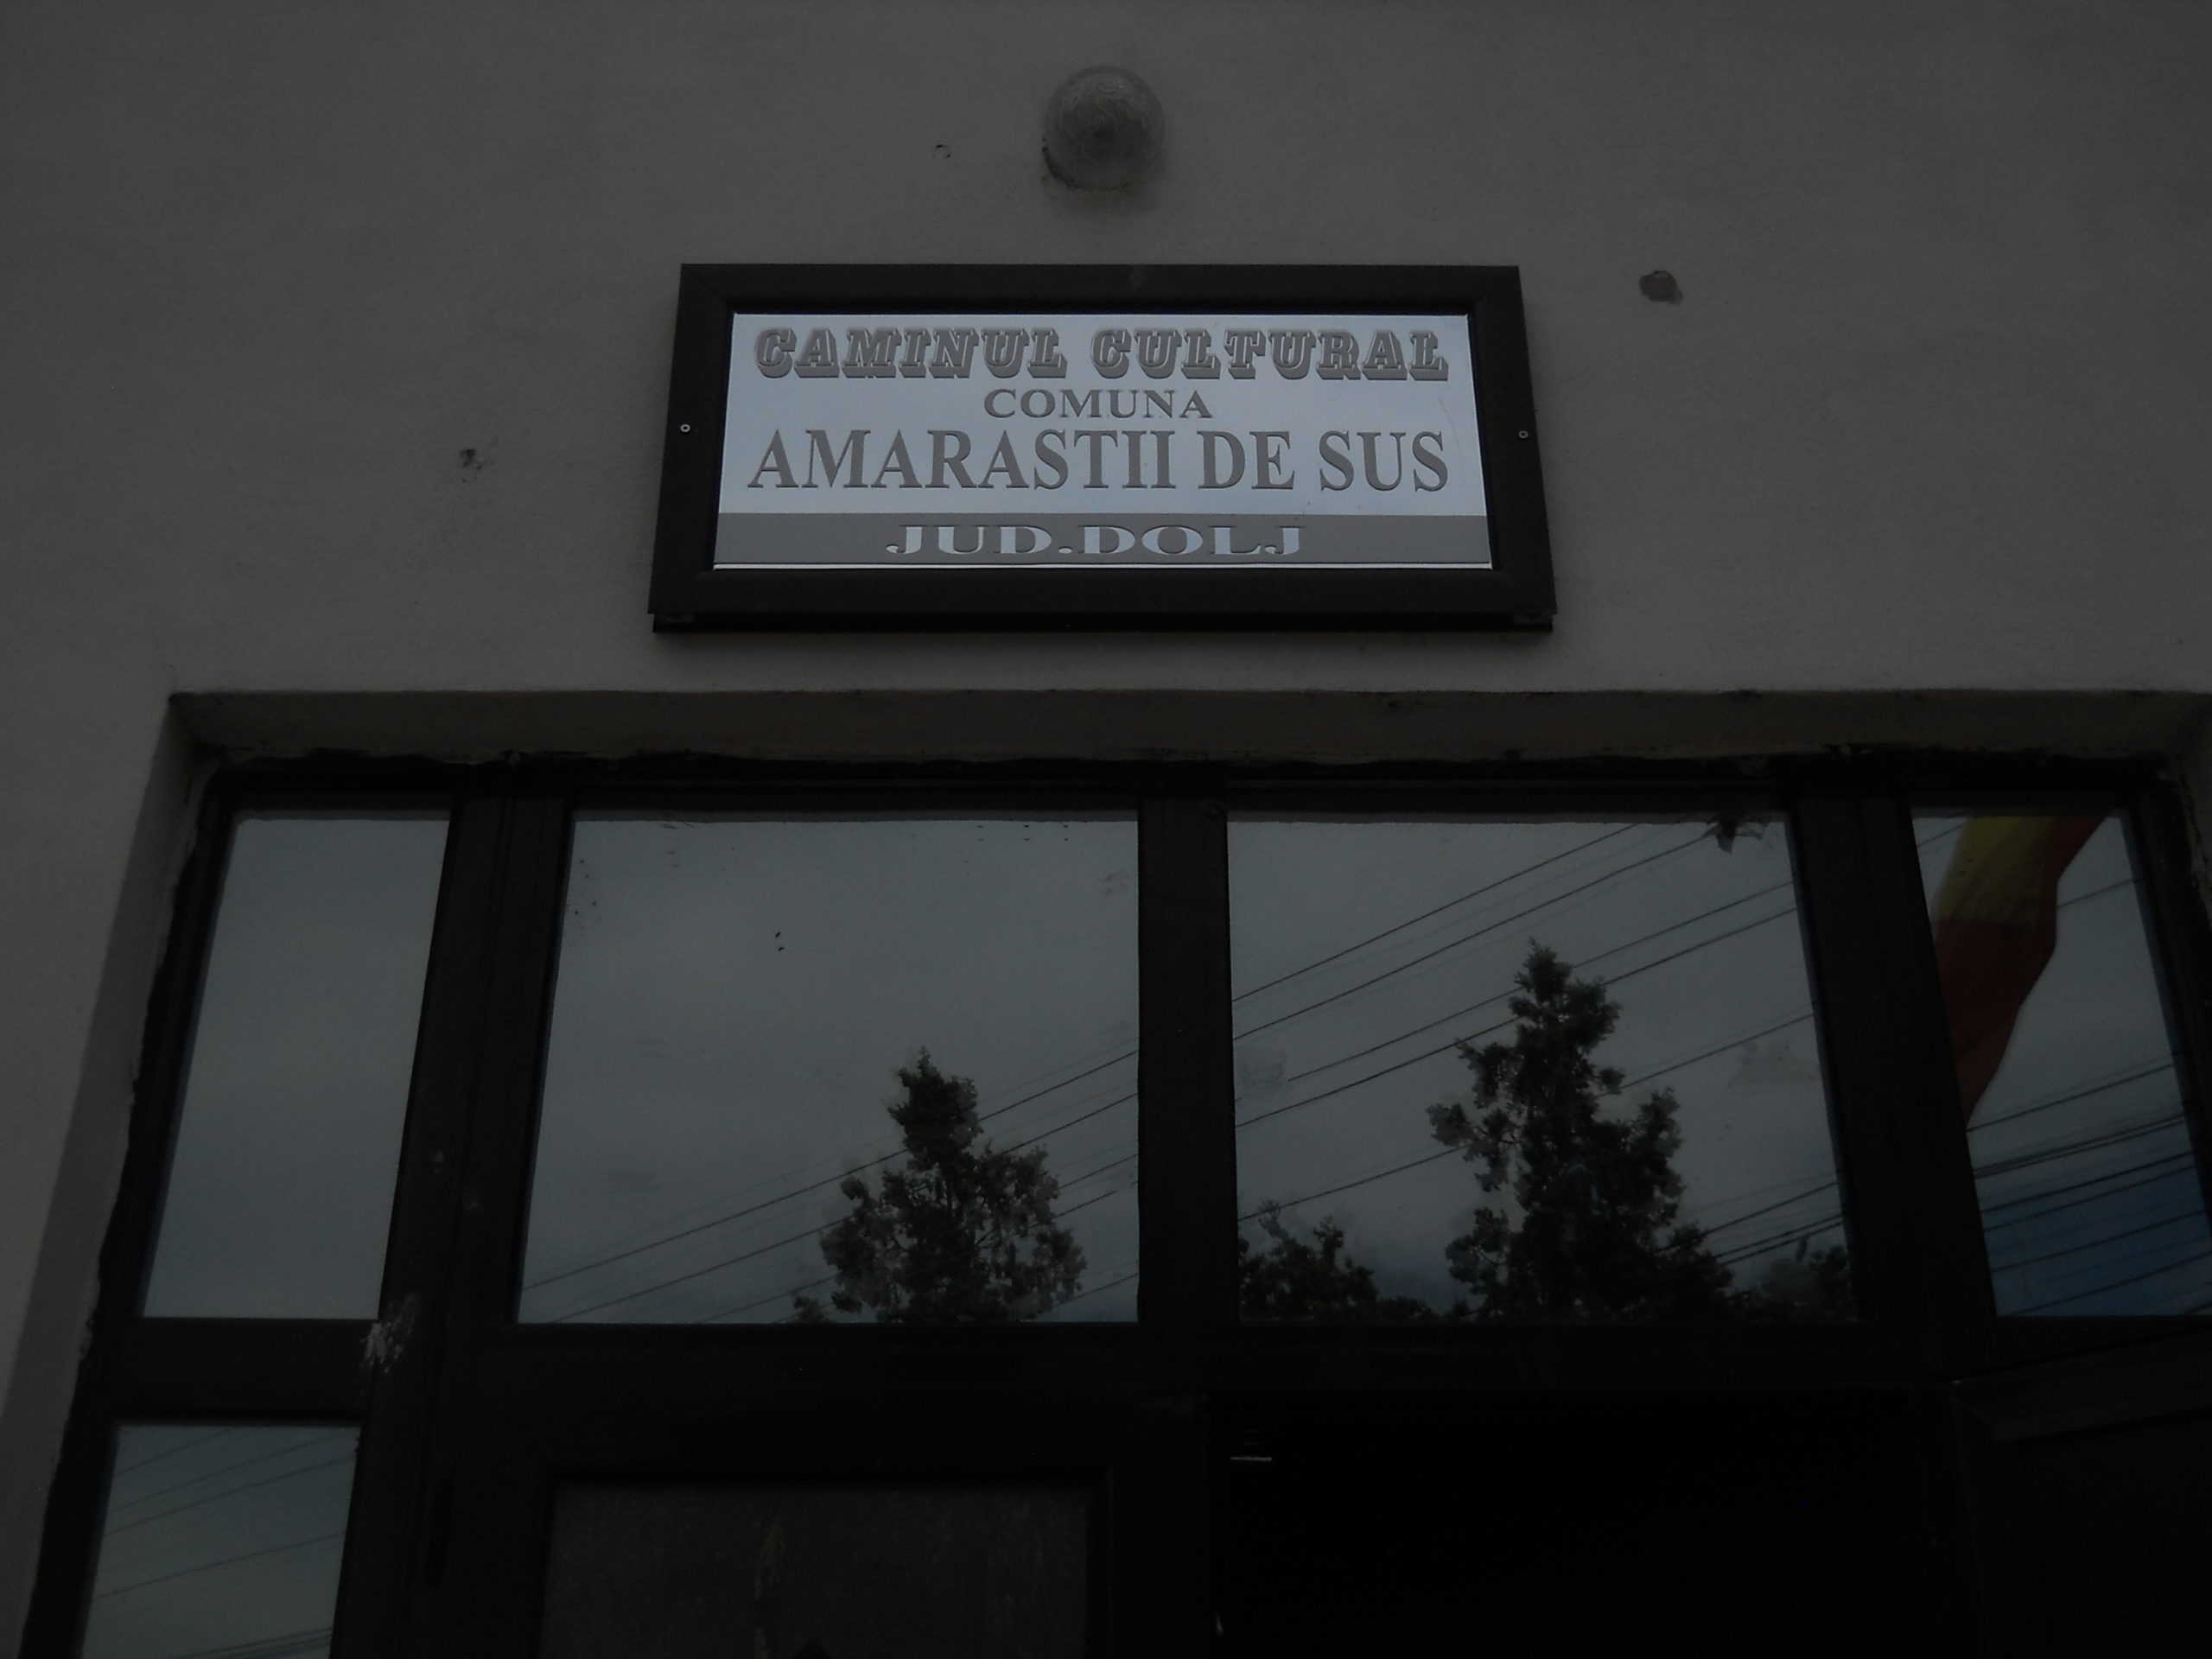 CAMINUL CULTURAL
COMUNA
AMARASTII DE SUS
JUD.DOLJ